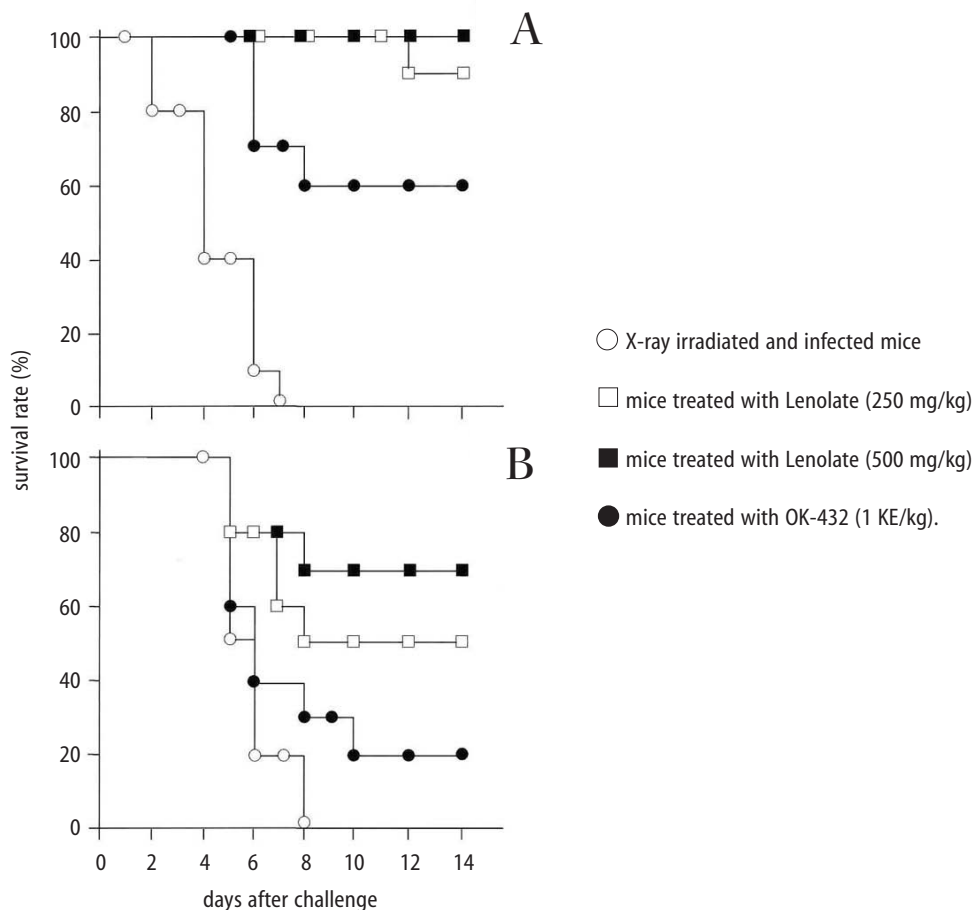 A
100
80
60
40
20
0
survival rate (%)
B
100
80
60
40
20
0
0 2 4 6 8 10 12 14
days after challenge
X-ray irradiated and infected mice
mice treated with Lenolate (250 mg/kg)
mice treated with Lenolate (500 mg/kg)
mice treated with OK-432 (1 KE/kg).